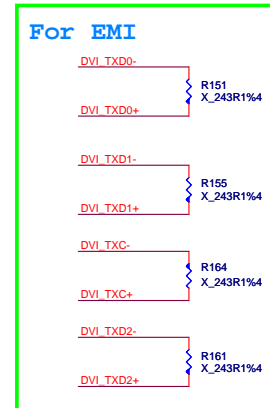 For EMI
DVI_TXD0-
R151
X_243R1%4
DVI_TXD0+
DVI_TXD1-
R155
X_243R1%4
DVI_TXD1+
DVI_TXC-
R164
X_243R1%4
DVI_TXC+
DVI_TXD2-
R161
X_243R1%4
DVI_TXD2+